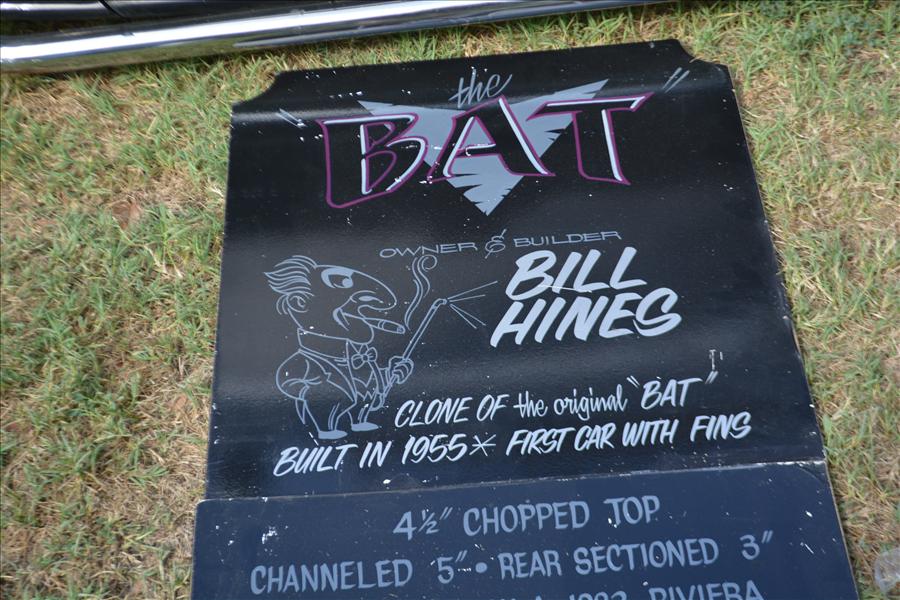 the
BAT
OWNER & BUILDER
BILL
HINES
CLONE OF the original "BAT"
BUILT IN 1955 * FIRST CAR WITH FINS
4½" CHOPPED TOP
CHANNELED 5" • REAR SECTIONED 3"
RIVIERA